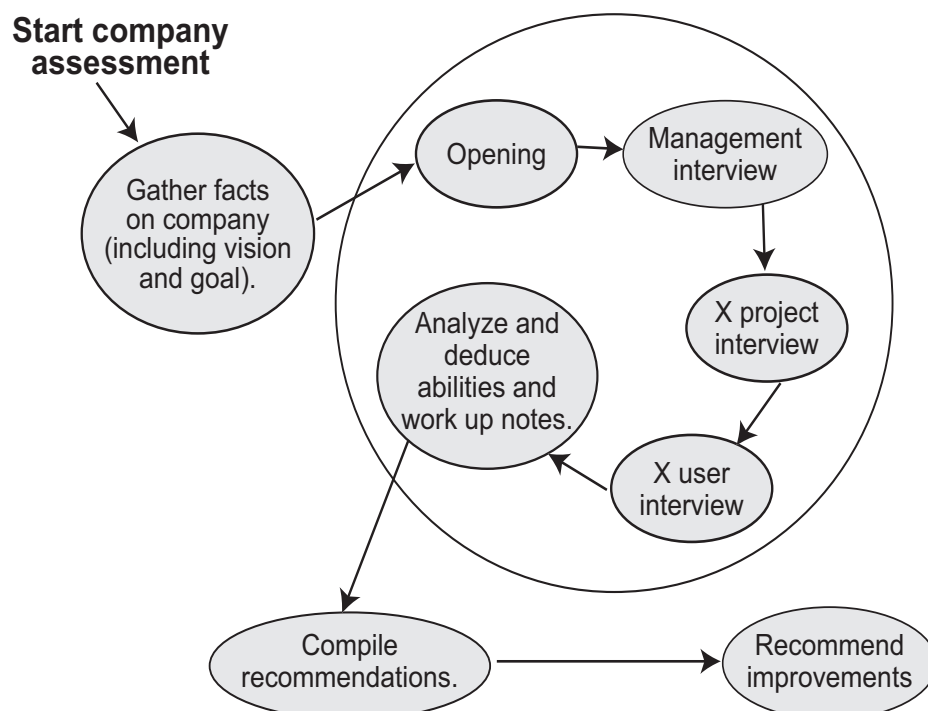 Start company
assessment
Gather facts
on company
(including vision
and goal).
Opening
Management
interview
X project
interview
X user
interview
Analyze and
deduce
abilities and
work up notes.
Compile
recommendations.
Recommend
improvements